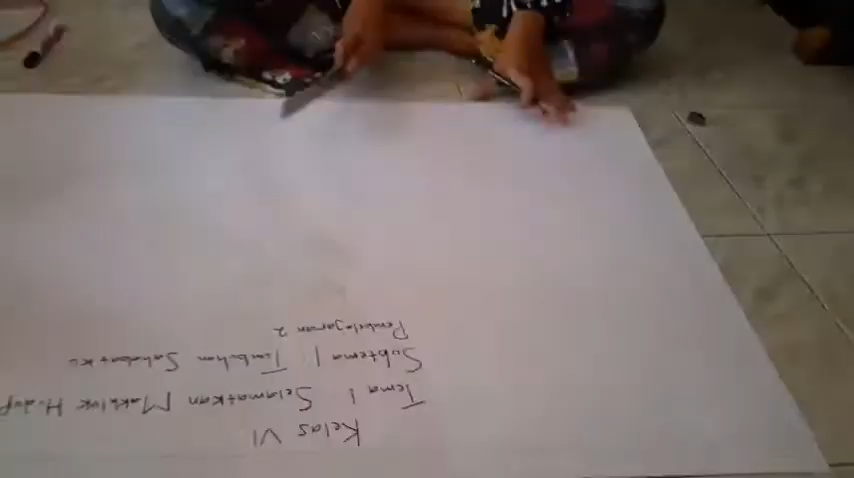 Kelas VI
Tema 1 Selamatkan Makhluk Hidup
Subtema 1 Tumbuhan Sahabatku
Pembelajaran 2